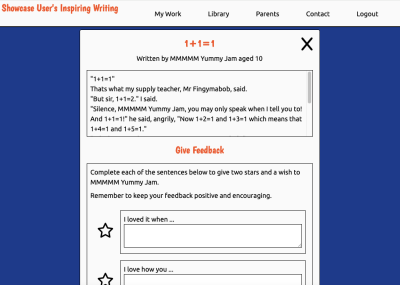 Showcase User's Inspiring Writing
My Work Library Parents Contact Logout
1+1=1
Written by MMMMM Yummy Jam aged 10
"1+1=1"
Thats what my supply teacher, Mr Fingymabob, said.
"But sir, 1+1=2." I said.
"Silence, MMMMM Yummy Jam, you may only speak when I tell you to!
And 1+1=1!" he said, angrily, "Now 1+2=1 and 1+3=1 which means that
1+4=1 and 1+5=1."
Give Feedback
Complete each of the sentences below to give two stars and a wish to
MMMMM Yummy Jam.
Remember to keep your feedback positive and encouraging.
I loved it when ...
I love how you ...